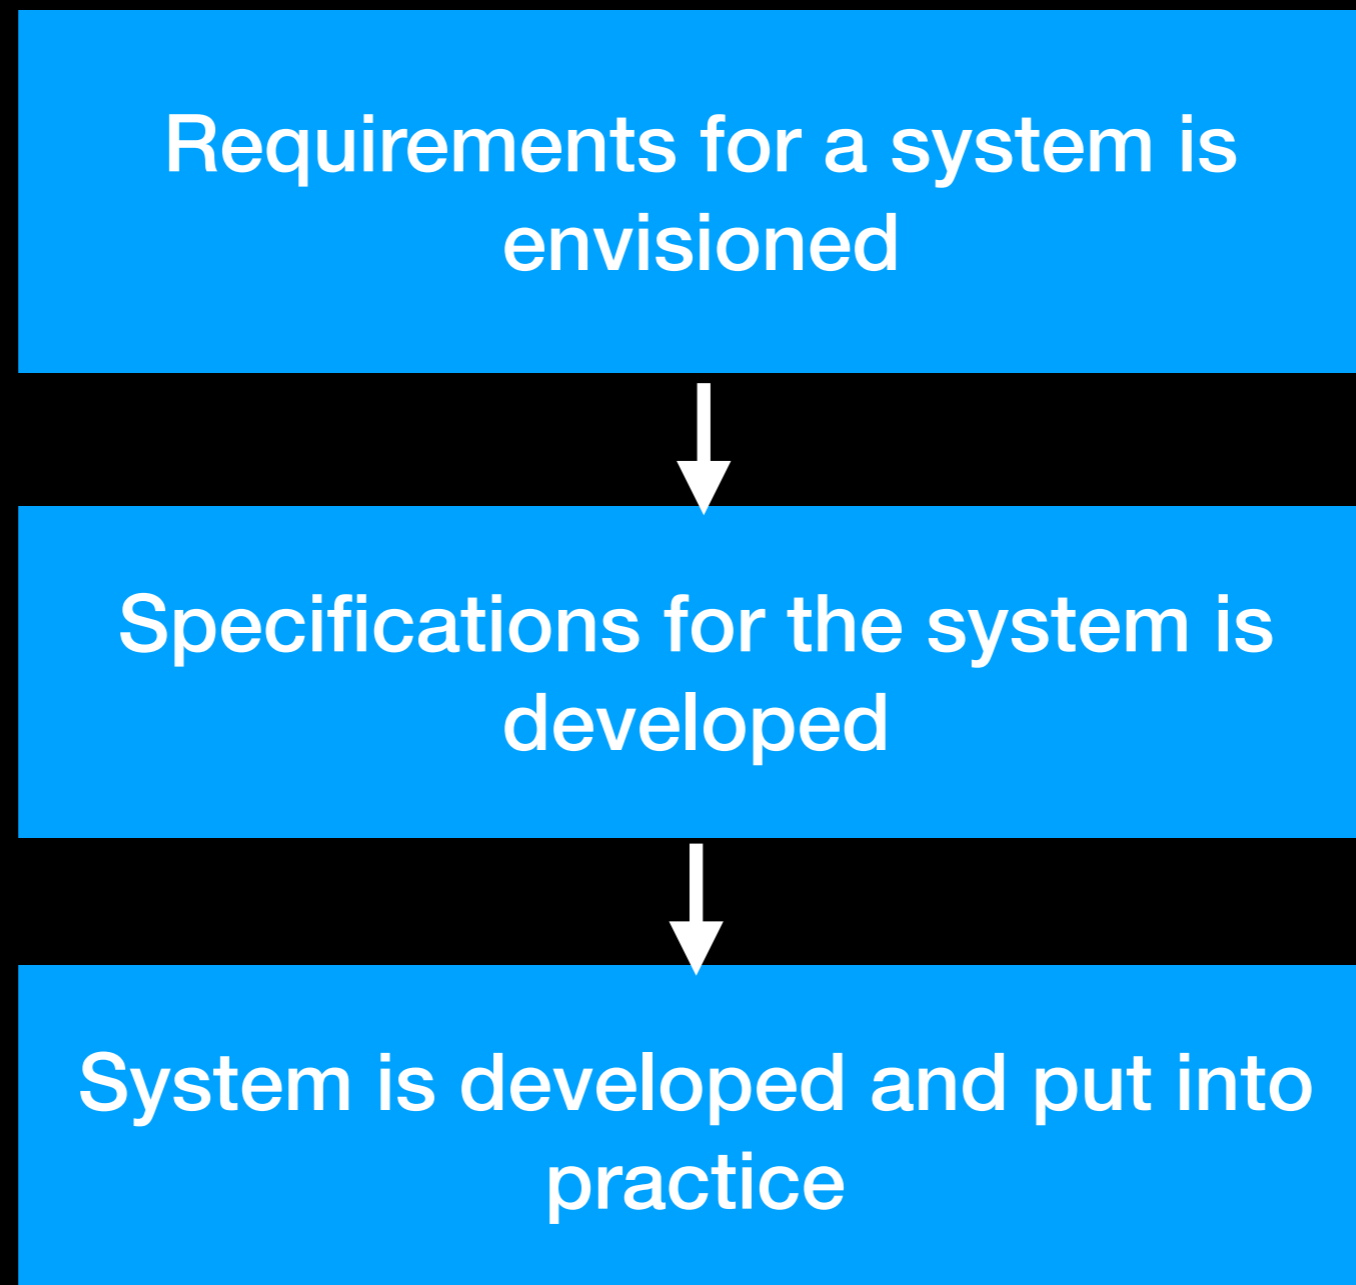 Requirements for a system is
envisioned
Specifications for the system is
developed
System is developed and put into
practice